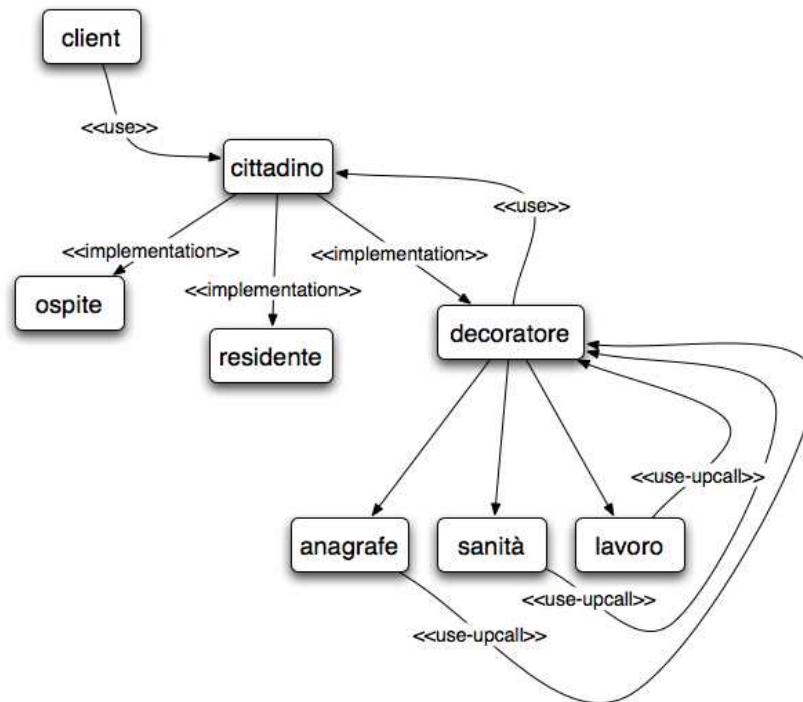 client
<<use>>
cittadino
<<use>>
<<implementation>>
<<implementation>>
<<implementation>>
ospite
residente
decoratore
<<use-upcall>>
anagrafe
sanità
lavoro
<<use-upcall>>
<<use-upcall>>